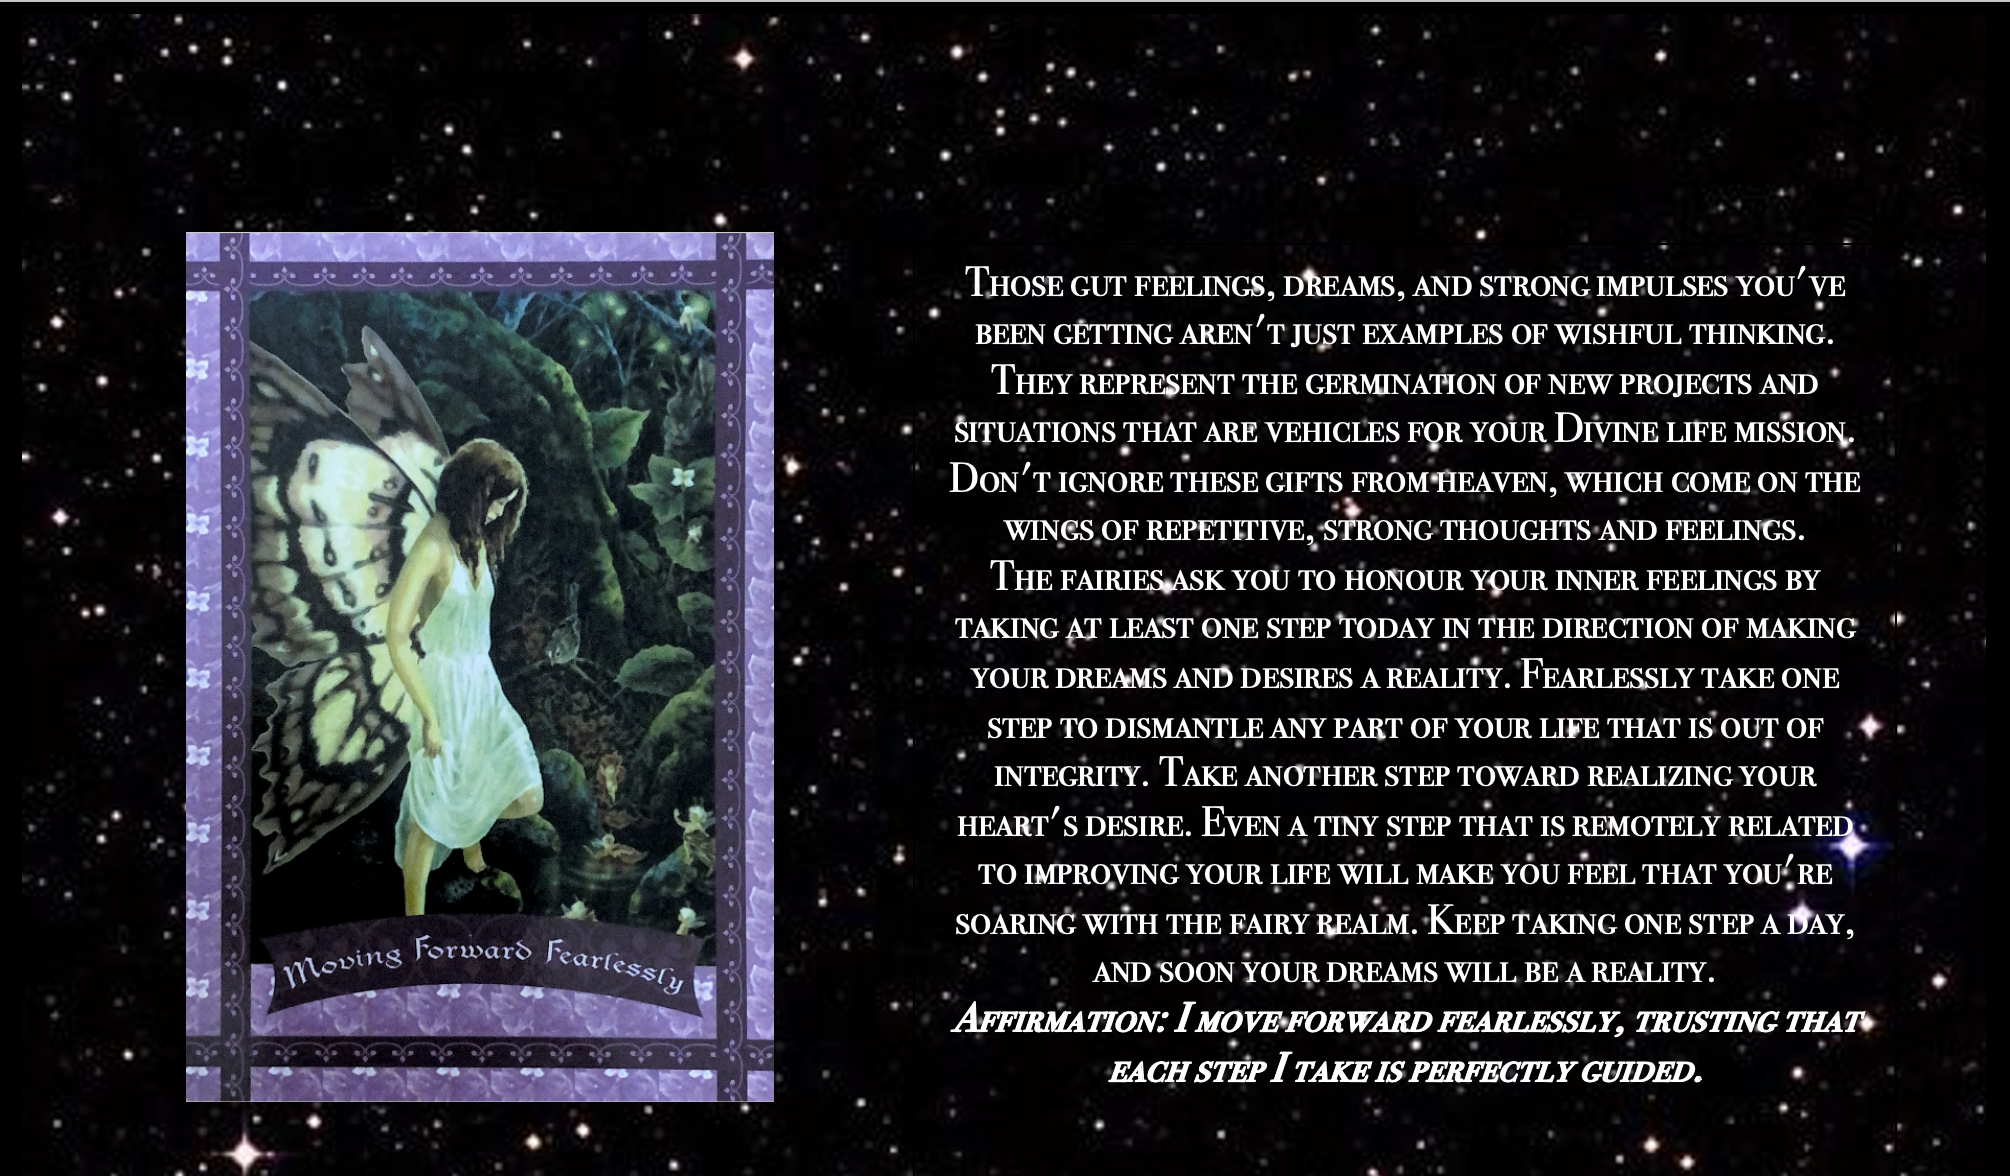 Moving Forward Fearlessly
Those gut feelings, dreams, and strong impulses you've
been getting aren't just examples of wishful thinking.
They represent the germination of new projects and
situations that are vehicles for your Divine life mission.
Don't ignore these gifts from heaven, which come on the
wings of repetitive, strong thoughts and feelings.
The fairies ask you to honour your inner feelings by
taking at least one step today in the direction of making
your dreams and desires a reality. Fearlessly take one
step to dismantle any part of your life that is out of
integrity. Take another step toward realizing your
heart's desire. Even a tiny step that is remotely related
to improving your life will make you feel that you're
soaring with the fairy realm. Keep taking one step a day,
and soon your dreams will be a reality.
Affirmation: I move forward fearlessly, trusting that
each step I take is perfectly guided.